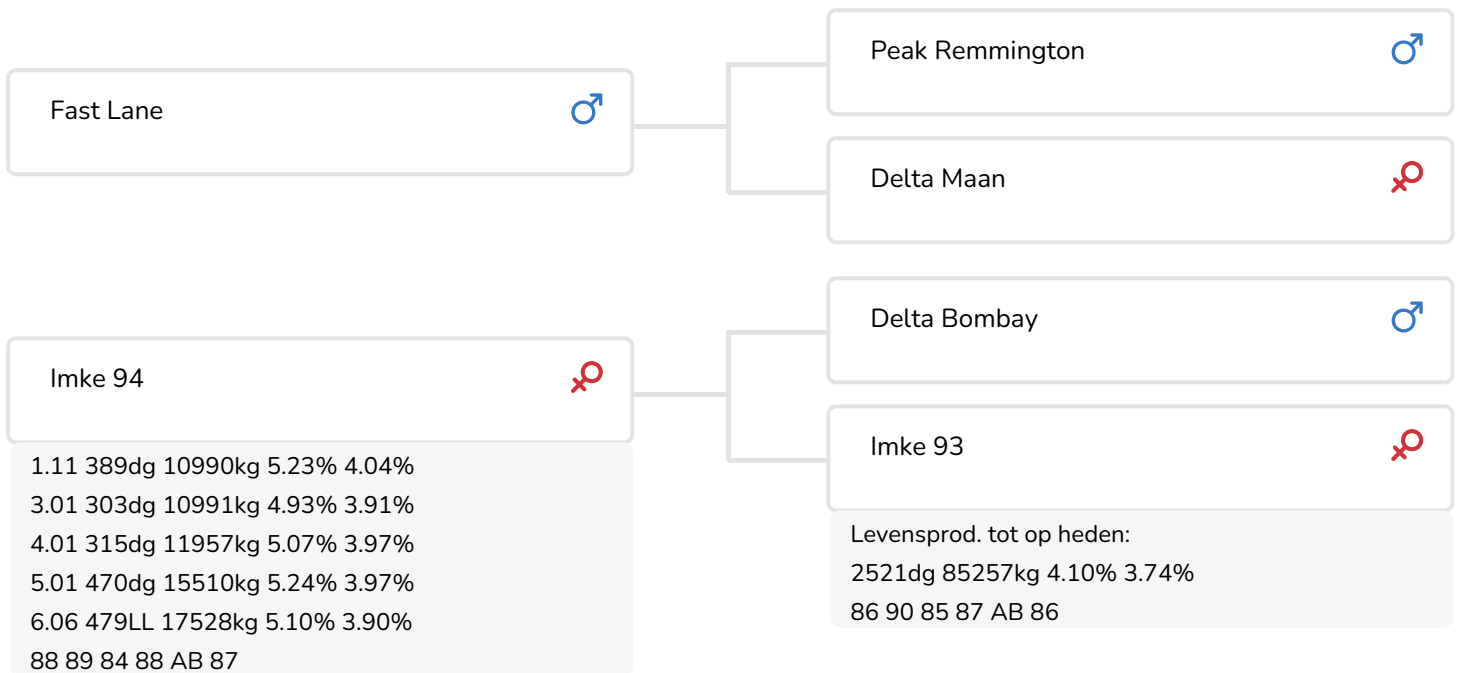 Fast Lane
Peak Remmington
Delta Maan
Imke 94
1.11 389dg 10990kg 5.23% 4.04%
3.01 303dg 10991kg 4.93% 3.91%
4.01 315dg 11957kg 5.07% 3.97%
5.01 470dg 15510kg 5.24% 3.97%
6.06 479LL 17528kg 5.10% 3.90%
88 89 84 88 AB 87
Delta Bombay
Imke 93
Levensprod. tot op heden:
2521dg 85257kg 4.10% 3.74%
86 90 85 87 AB 86